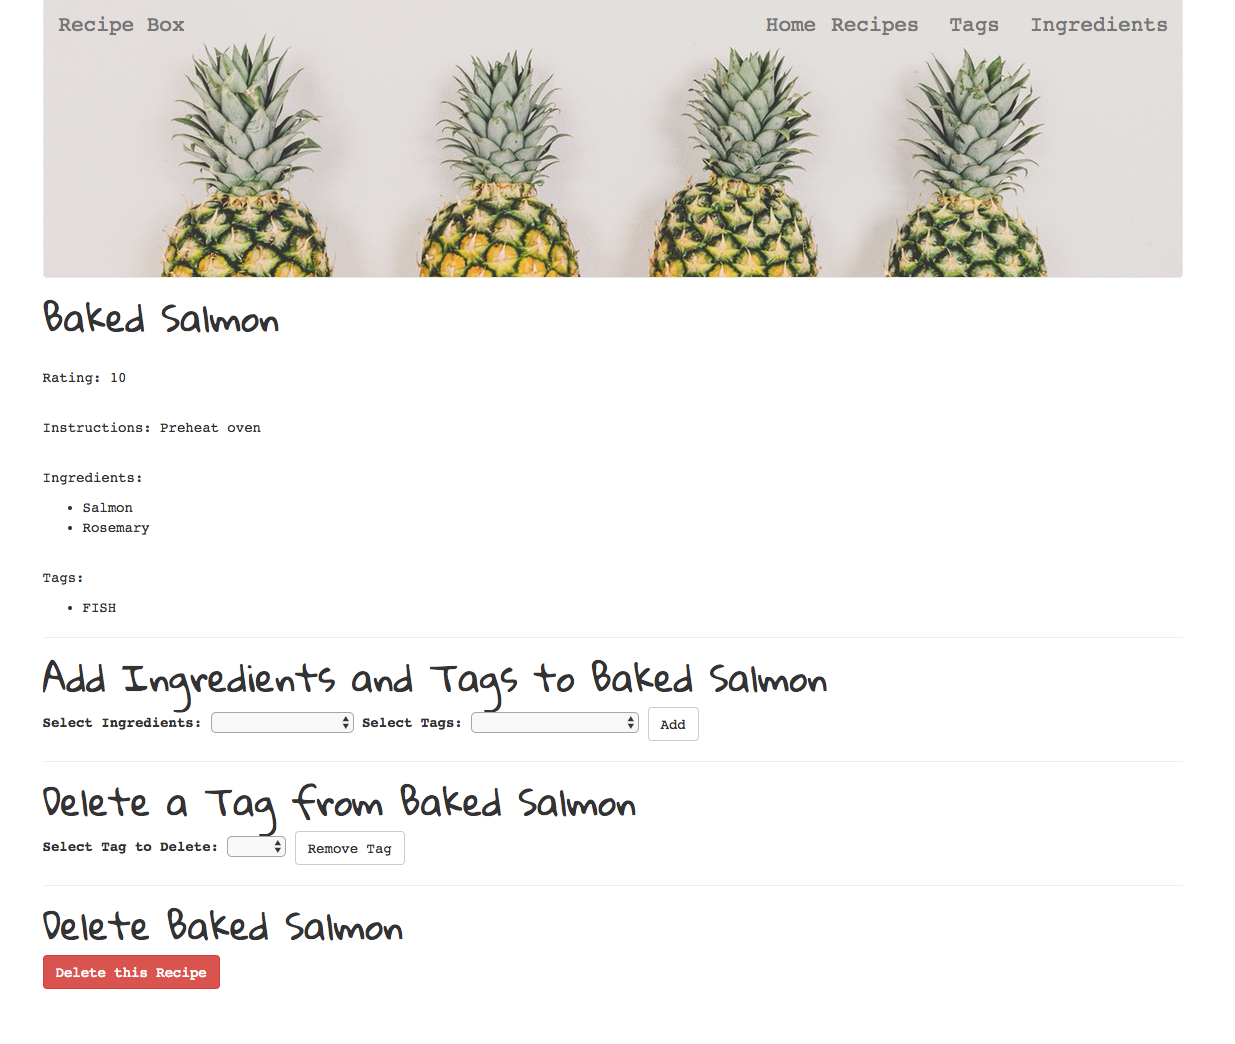 Recipe Box Home Recipes Tags Ingredients
Baked Salmon
Rating: 10
Instructions: Preheat oven
Ingredients:
• Salmon
• Rosemary
Tags:
• FISH
Add Ingredients and Tags to Baked Salmon
Select Ingredients: Select Tags: Add
Delete a Tag from Baked Salmon
Select Tag to Delete: Remove Tag
Delete Baked Salmon
Delete this Recipe